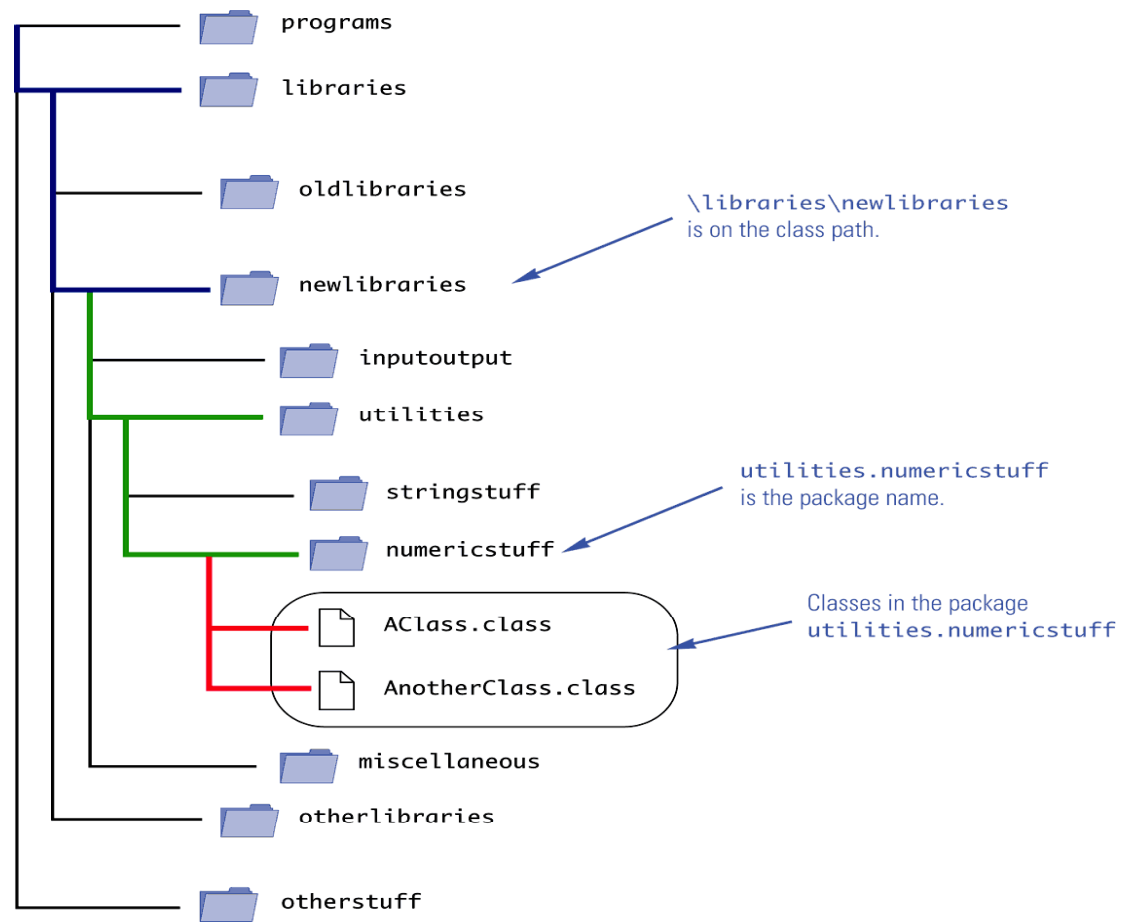 programs
libraries
oldlibraries
\libraries\newlibraries
is on the class path.
newlibraries
inputoutput
utilities
utilities.numericstuff
is the package name.
stringstuff
numericstuff
Classes in the package
utilities.numericstuff
AClass.class
AnotherClass.class
miscellaneous
otherlibraries
otherstuff